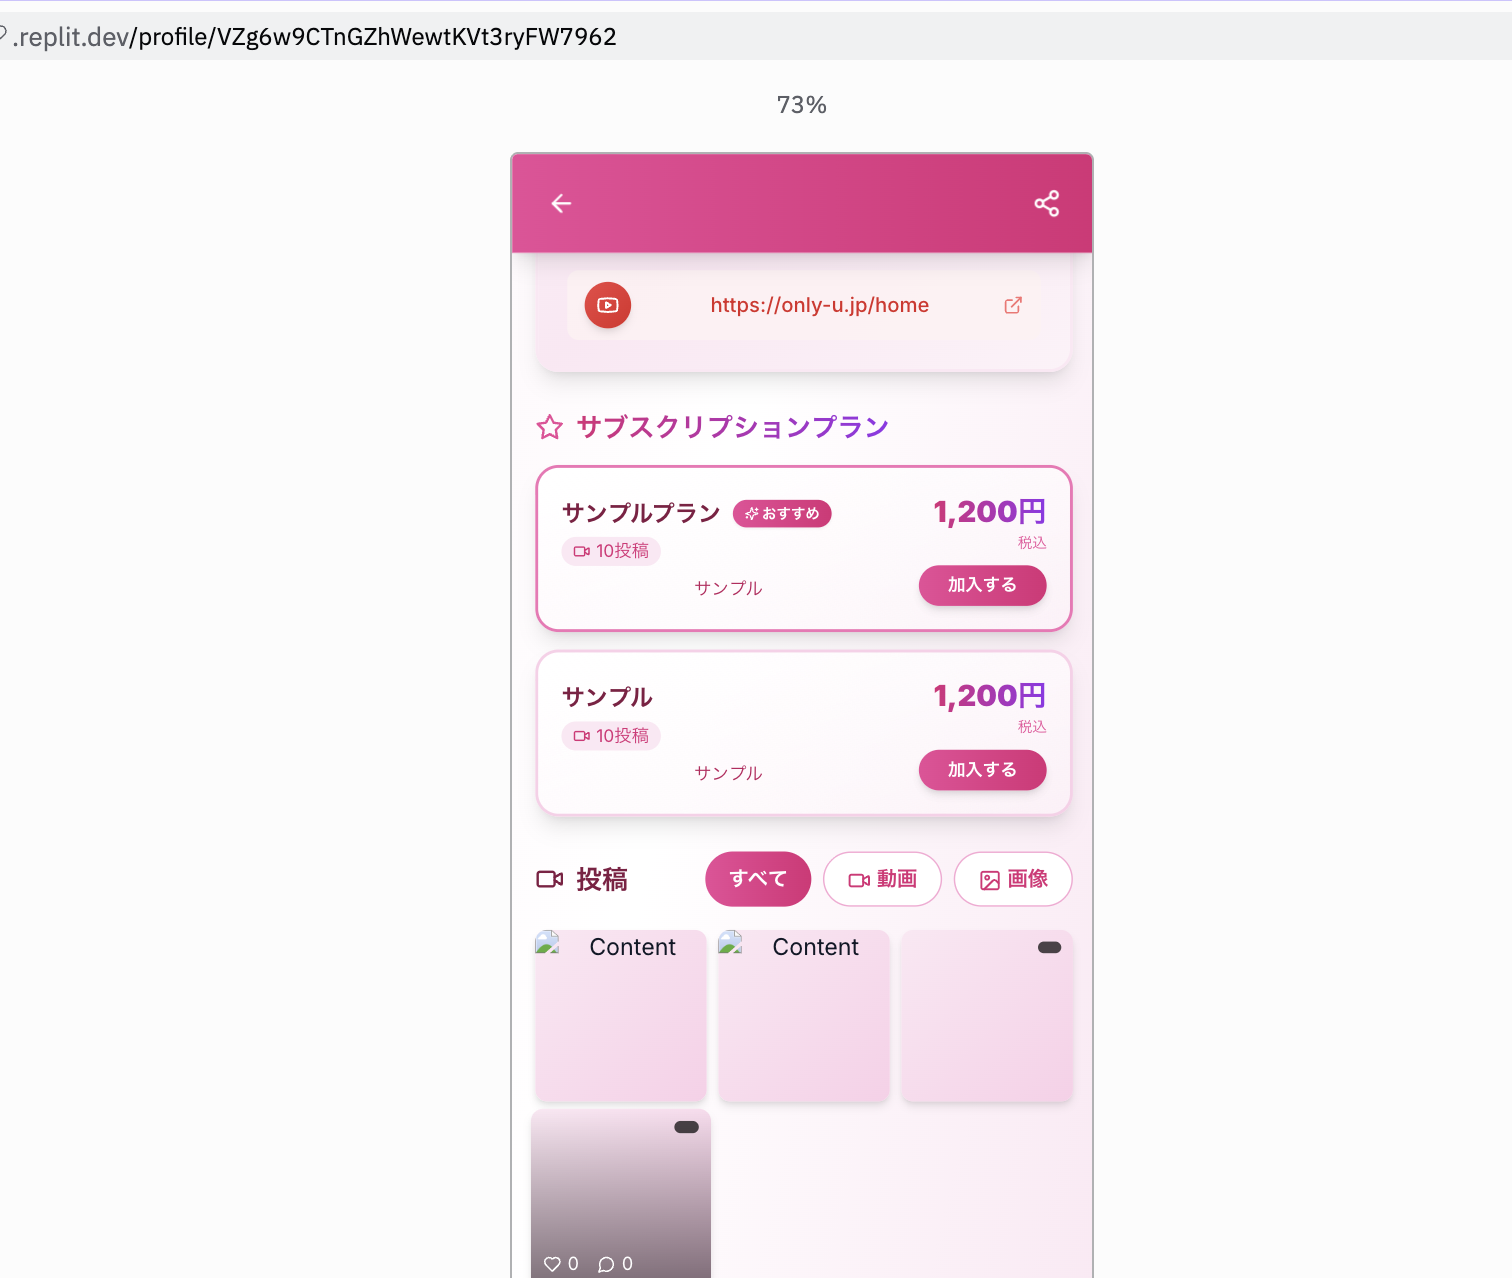 .replit.dev/profile/VZg6w9CTnGZhWewtKVt3ryFW7962
73%
https://only-u.jp/home
サブスクリプションプラン
サンプルプラン おすすめ 1,200円
税込
10投稿
サンプル 加入する
サンプル 1,200円
税込
10投稿
サンプル 加入する
投稿 すべて 動画 画像
Content Content
0 0